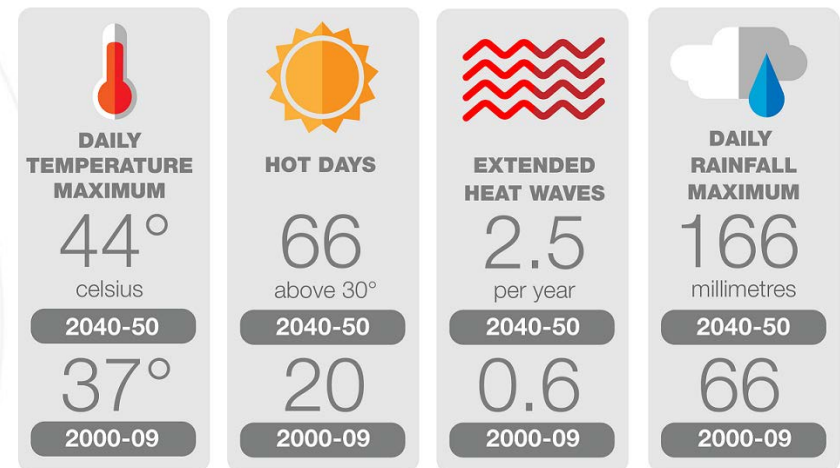 DAILY
TEMPERATURE
MAXIMUM
44°
celsius
2040-50
37°
2000-09
HOT DAYS
66
above 30°
2040-50
20
2000-09
EXTENDED
HEAT WAVES
2.5
per year
2040-50
0.6
2000-09
DAILY
RAINFALL
MAXIMUM
166
millimetres
2040-50
66
2000-09